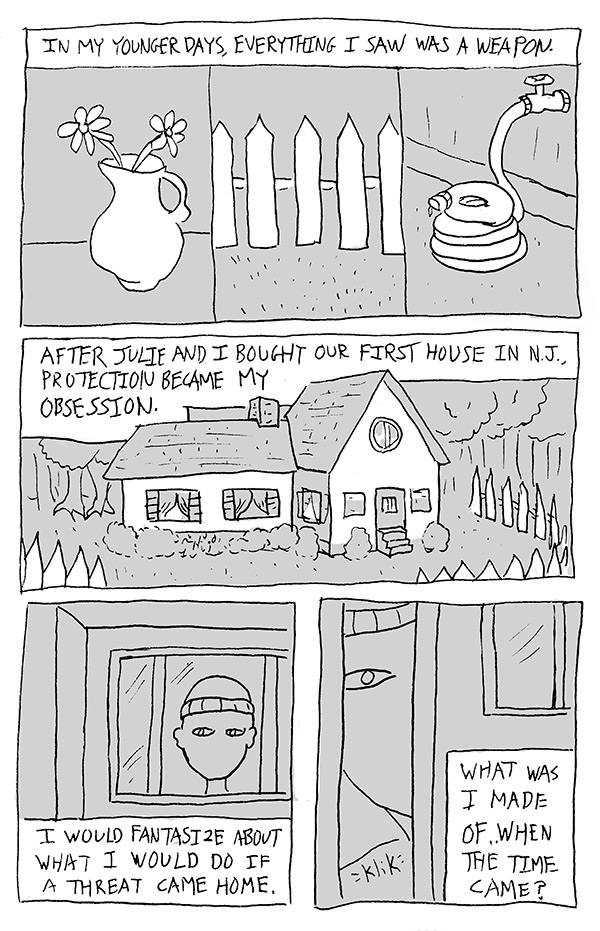 IN MY YOUNGER DAYS, EVERYTHING I SAW WAS A WEAPON.
AFTER JULIE AND I BOUGHT OUR FIRST HOUSE IN N.J.,
PROTECTION BECAME MY
OBSESSION.
I WOULD FANTASIZE ABOUT
WHAT I WOULD DO IF
A THREAT CAME HOME.
KliK
WHAT WAS
I MADE
OF.. WHEN
THE TIME
CAME?